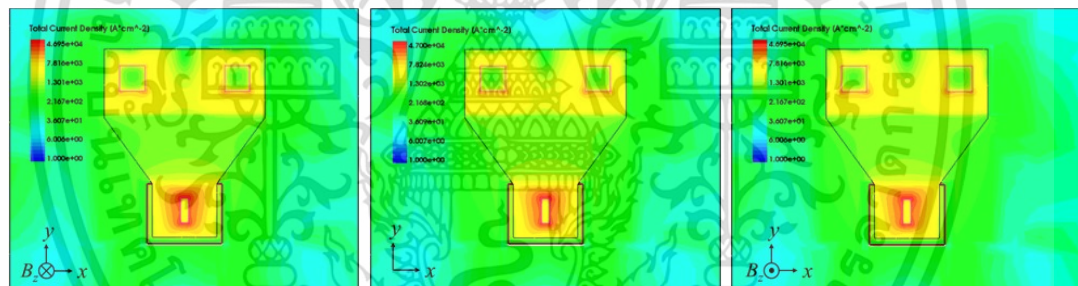 Total Current Density (A*cm^-2)
4.695e+04
7.816e+03
1.301e+03
2.167e+02
3.607e+01
6.006e+00
1.000e+00
y
B_z x
Total Current Density (A*cm^-2)
4.700e+04
7.824e+03
1.302e+03
2.168e+02
3.609e+01
6.007e+00
1.000e+00
y
x
Total Current Density (A*cm^-2)
4.695e+04
7.816e+03
1.301e+03
2.167e+02
3.607e+01
6.006e+00
1.000e+00
y
B_z x